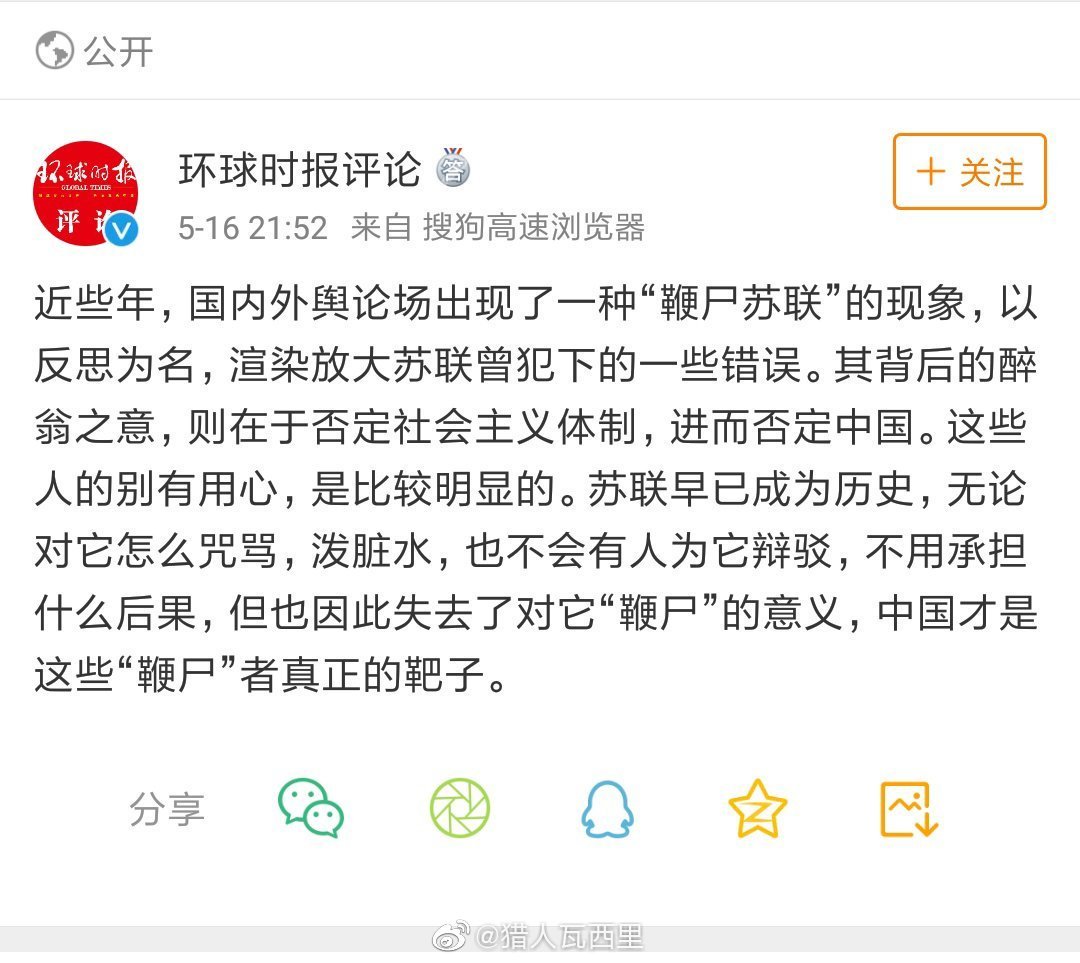 公开
环球时报
GLOBAL TIMES
评论
环球时报评论 答
+ 关注
5-16 21:52 来自 搜狗高速浏览器
近些年，国内外舆论场出现了一种“鞭尸苏联”的现象，以
反思为名，渲染放大苏联曾犯下的一些错误。其背后的醉
翁之意，则在于否定社会主义体制，进而否定中国。这些
人的别有用心，是比较明显的。苏联早已成为历史，无论
对它怎么咒骂，泼脏水，也不会有人为它辩驳，不用承担
什么后果，但也因此失去了对它“鞭尸”的意义，中国才是
这些“鞭尸”者真正的靶子。
分享
@猎人瓦西里